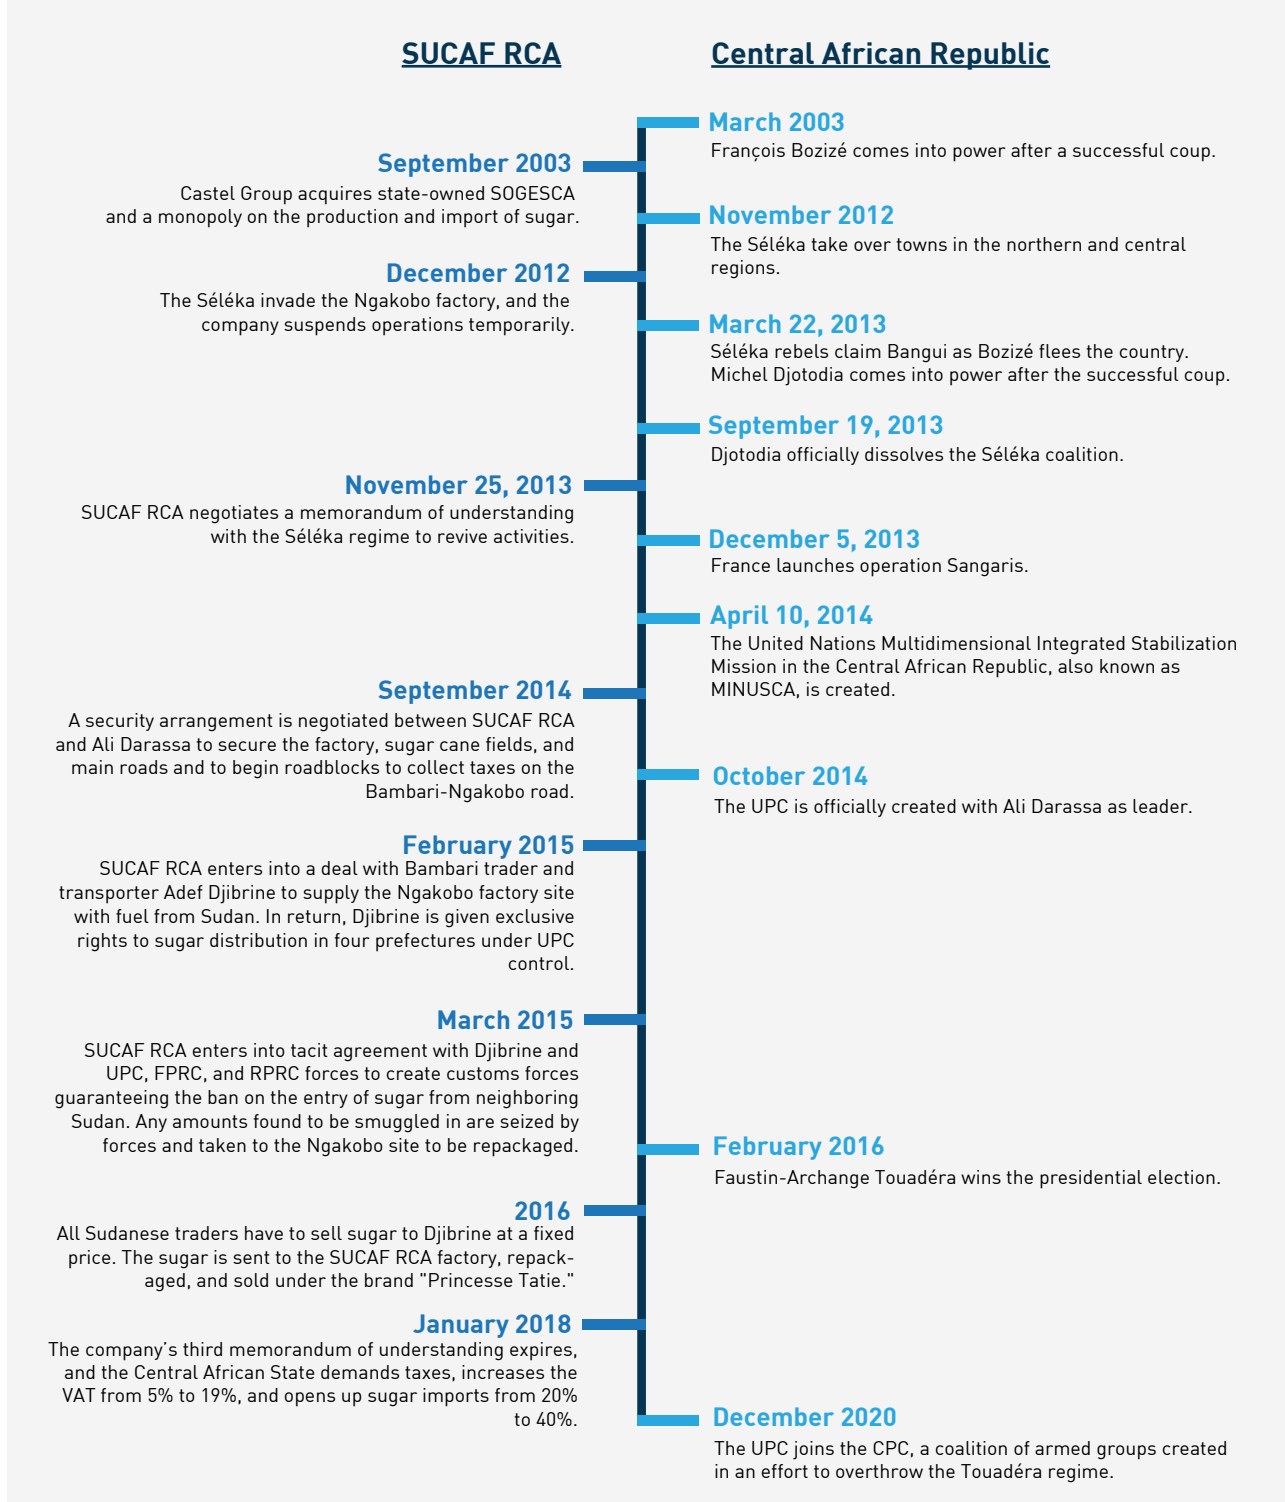 SUCAF RCA
Central African Republic
March 2003
François Bozizé comes into power after a successful coup.
September 2003
Castel Group acquires state-owned SOGESCA
and a monopoly on the production and import of sugar.
November 2012
The Séléka take over towns in the northern and central
regions.
December 2012
The Séléka invade the Ngakobo factory, and the
company suspends operations temporarily.
March 22, 2013
Séléka rebels claim Bangui as Bozizé flees the country.
Michel Djotodia comes into power after the successful coup.
September 19, 2013
Djotodia officially dissolves the Séléka coalition.
November 25, 2013
SUCAF RCA negotiates a memorandum of understanding
with the Séléka regime to revive activities.
December 5, 2013
France launches operation Sangaris.
April 10, 2014
The United Nations Multidimensional Integrated Stabilization
Mission in the Central African Republic, also known as
MINUSCA, is created.
September 2014
A security arrangement is negotiated between SUCAF RCA
and Ali Darassa to secure the factory, sugar cane fields, and
main roads and to begin roadblocks to collect taxes on the
Bambari-Ngakobo road.
October 2014
The UPC is officially created with Ali Darassa as leader.
February 2015
SUCAF RCA enters into a deal with Bambari trader and
transporter Adef Djibrine to supply the Ngakobo factory site
with fuel from Sudan. In return, Djibrine is given exclusive
rights to sugar distribution in four prefectures under UPC
control.
March 2015
SUCAF RCA enters into tacit agreement with Djibrine and
UPC, FPRC, and RPRC forces to create customs forces
guaranteeing the ban on the entry of sugar from neighboring
Sudan. Any amounts found to be smuggled in are seized by
forces and taken to the Ngakobo site to be repackaged.
February 2016
Faustin-Archange Touadéra wins the presidential election.
2016
All Sudanese traders have to sell sugar to Djibrine at a fixed
price. The sugar is sent to the SUCAF RCA factory, repack-
aged, and sold under the brand "Princesse Tatie."
January 2018
The company's third memorandum of understanding expires,
and the Central African State demands taxes, increases the
VAT from 5% to 19%, and opens up sugar imports from 20%
to 40%.
December 2020
The UPC joins the CPC, a coalition of armed groups created
in an effort to overthrow the Touadéra regime.